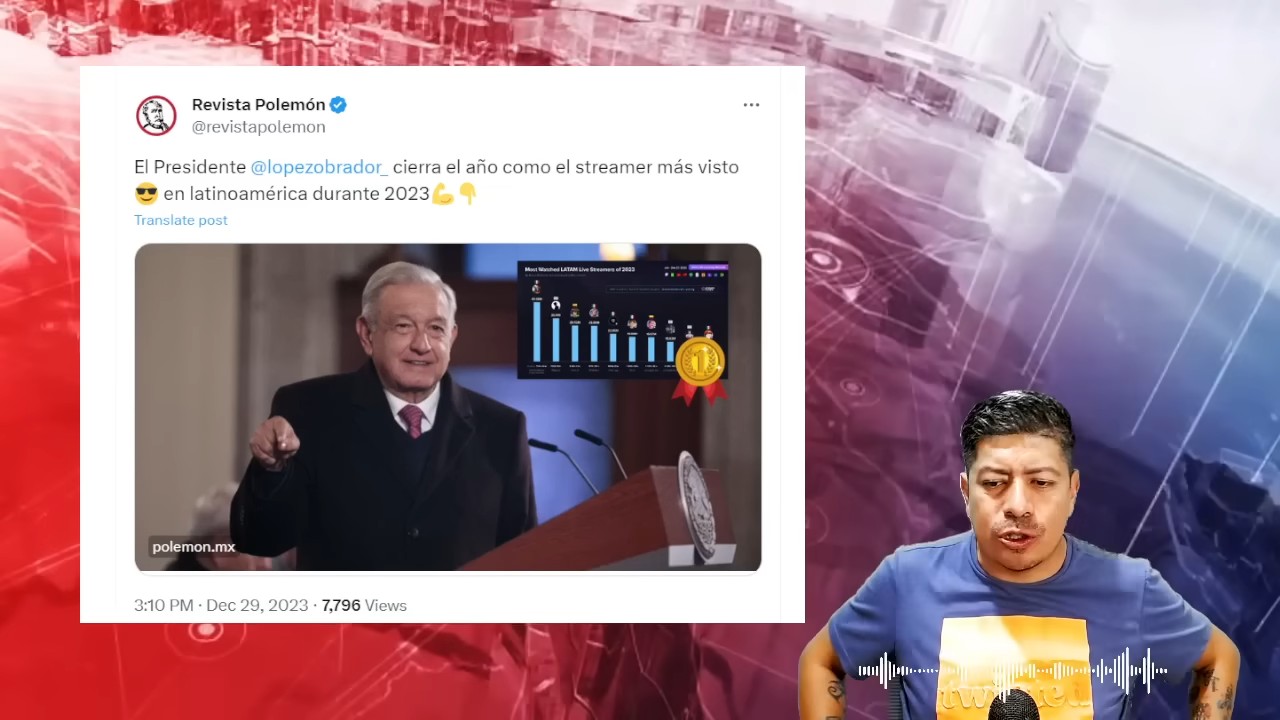 Revista Polemón
@revistapolemon
El Presidente @lopezobrador_ cierra el año como el streamer más visto
😎 en latinoamérica durante 2023💪👇
Translate post
Most Watched LATAM Live Streamers of 2023
1
polemon.mx
3:10 PM · Dec 29, 2023 · 7,796 Views
twisted